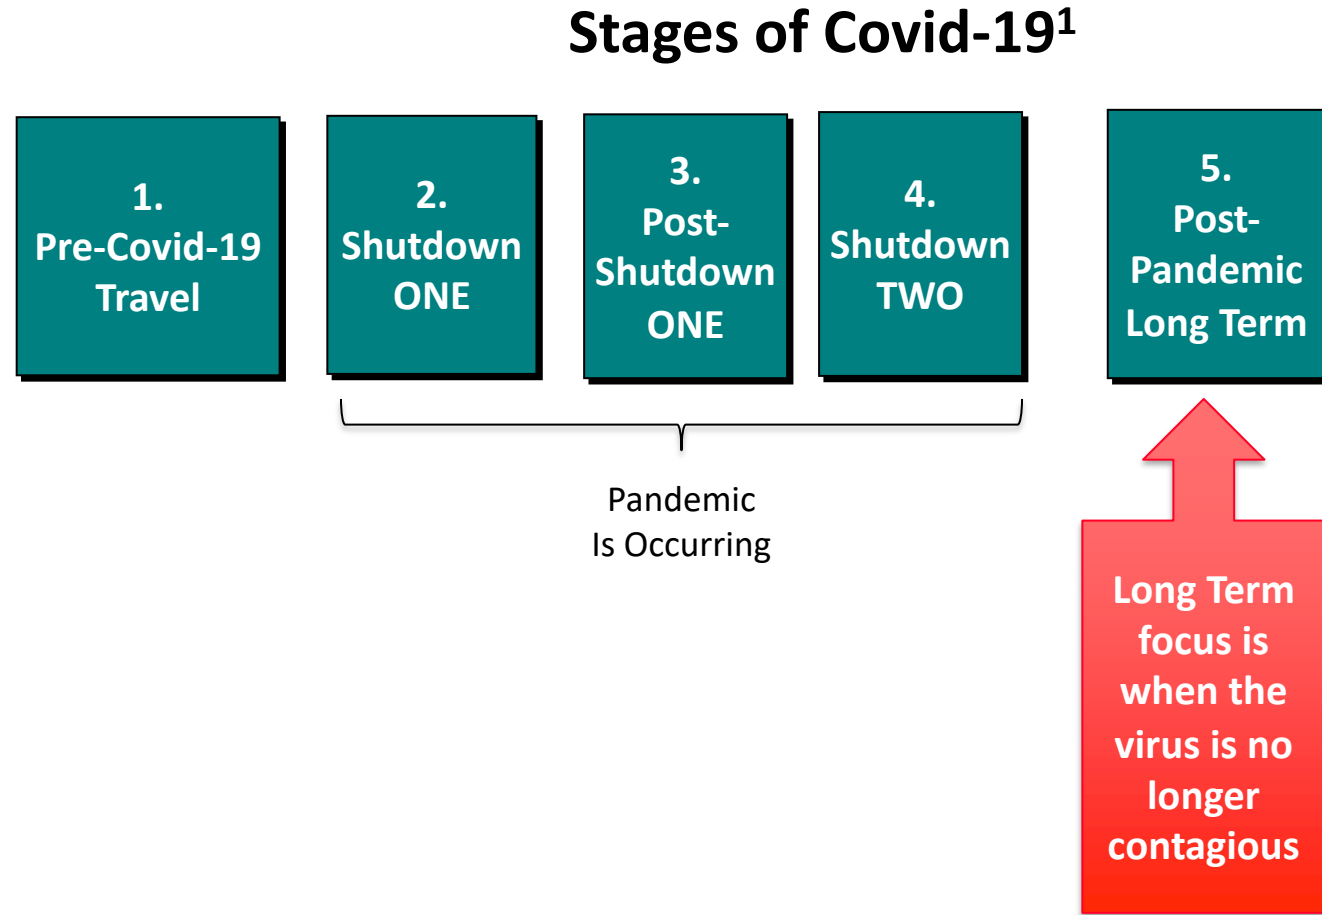 Stages of Covid-19¹
1.
Pre-Covid-19
Travel
2.
Shutdown
ONE
3.
Post-
Shutdown
ONE
4.
Shutdown
TWO
5.
Post-
Pandemic
Long Term
Pandemic
Is Occurring
Long Term
focus is
when the
virus is no
longer
contagious